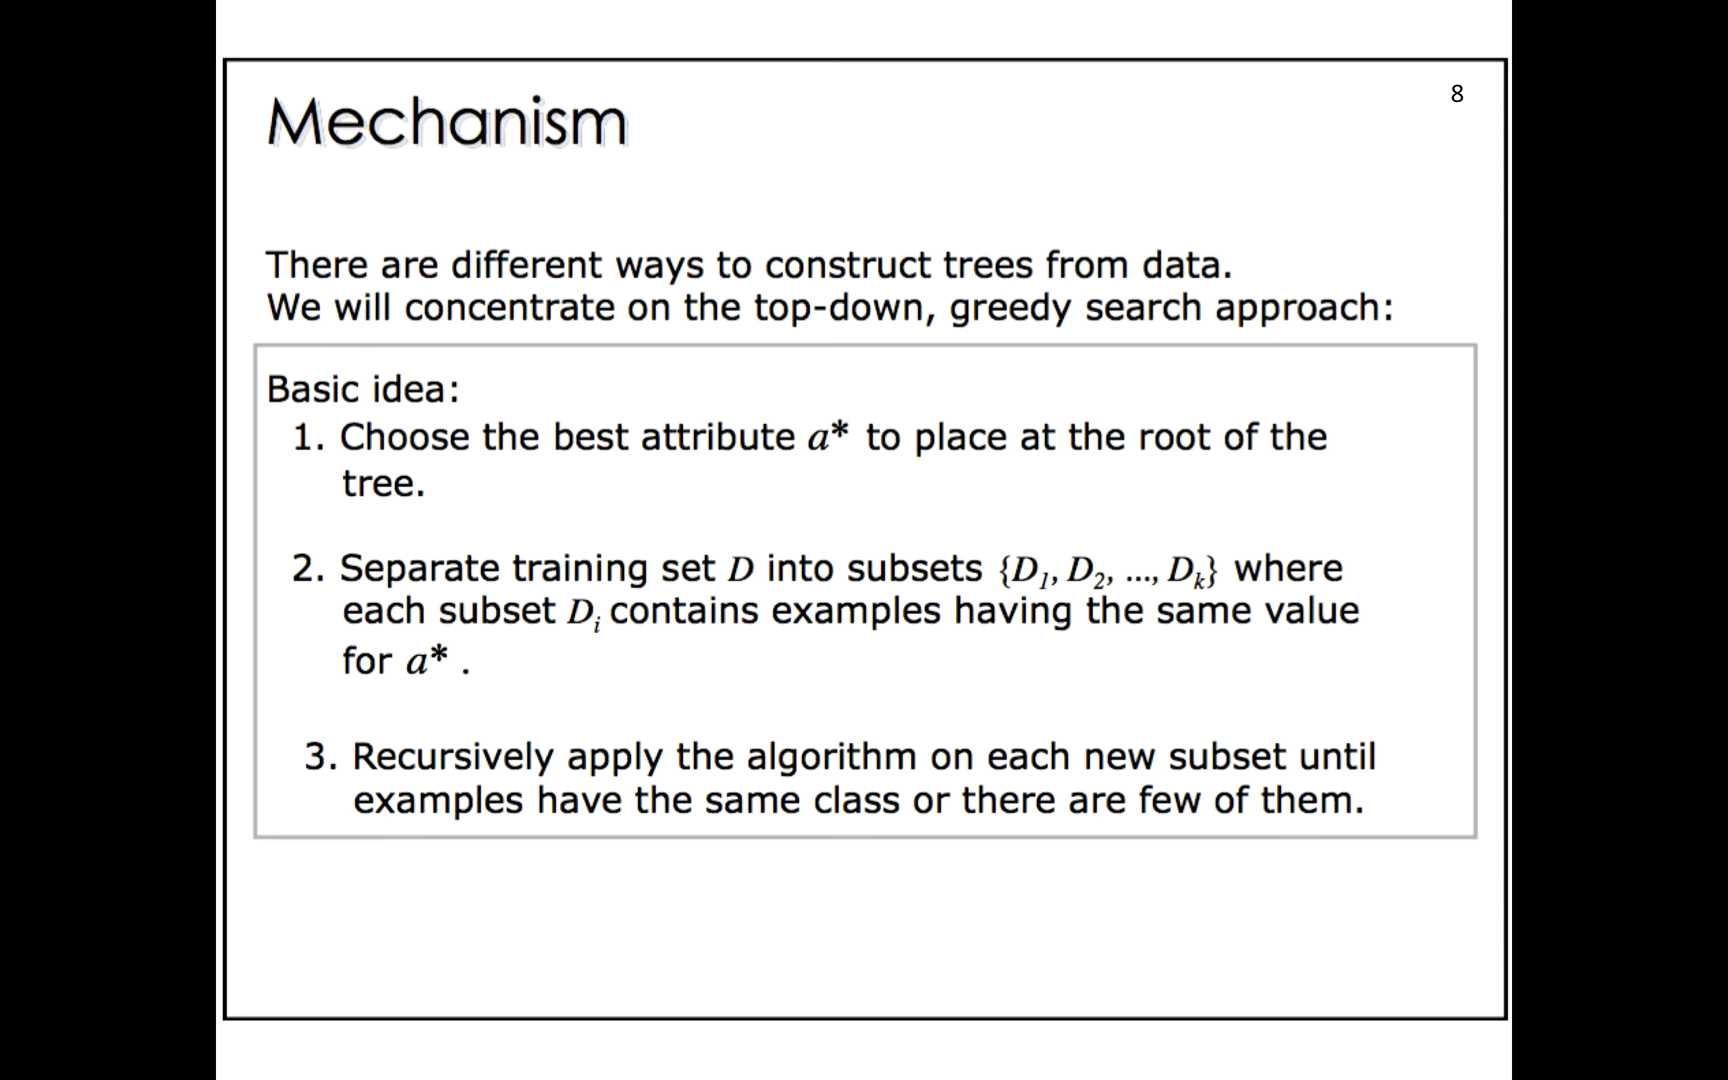 Mechanism
8
There are different ways to construct trees from data.
We will concentrate on the top-down, greedy search approach:
Basic idea:
1. Choose the best attribute a* to place at the root of the
tree.
2. Separate training set D into subsets {D1, D2, ..., Dk} where
each subset Di contains examples having the same value
for a* .
3. Recursively apply the algorithm on each new subset until
examples have the same class or there are few of them.